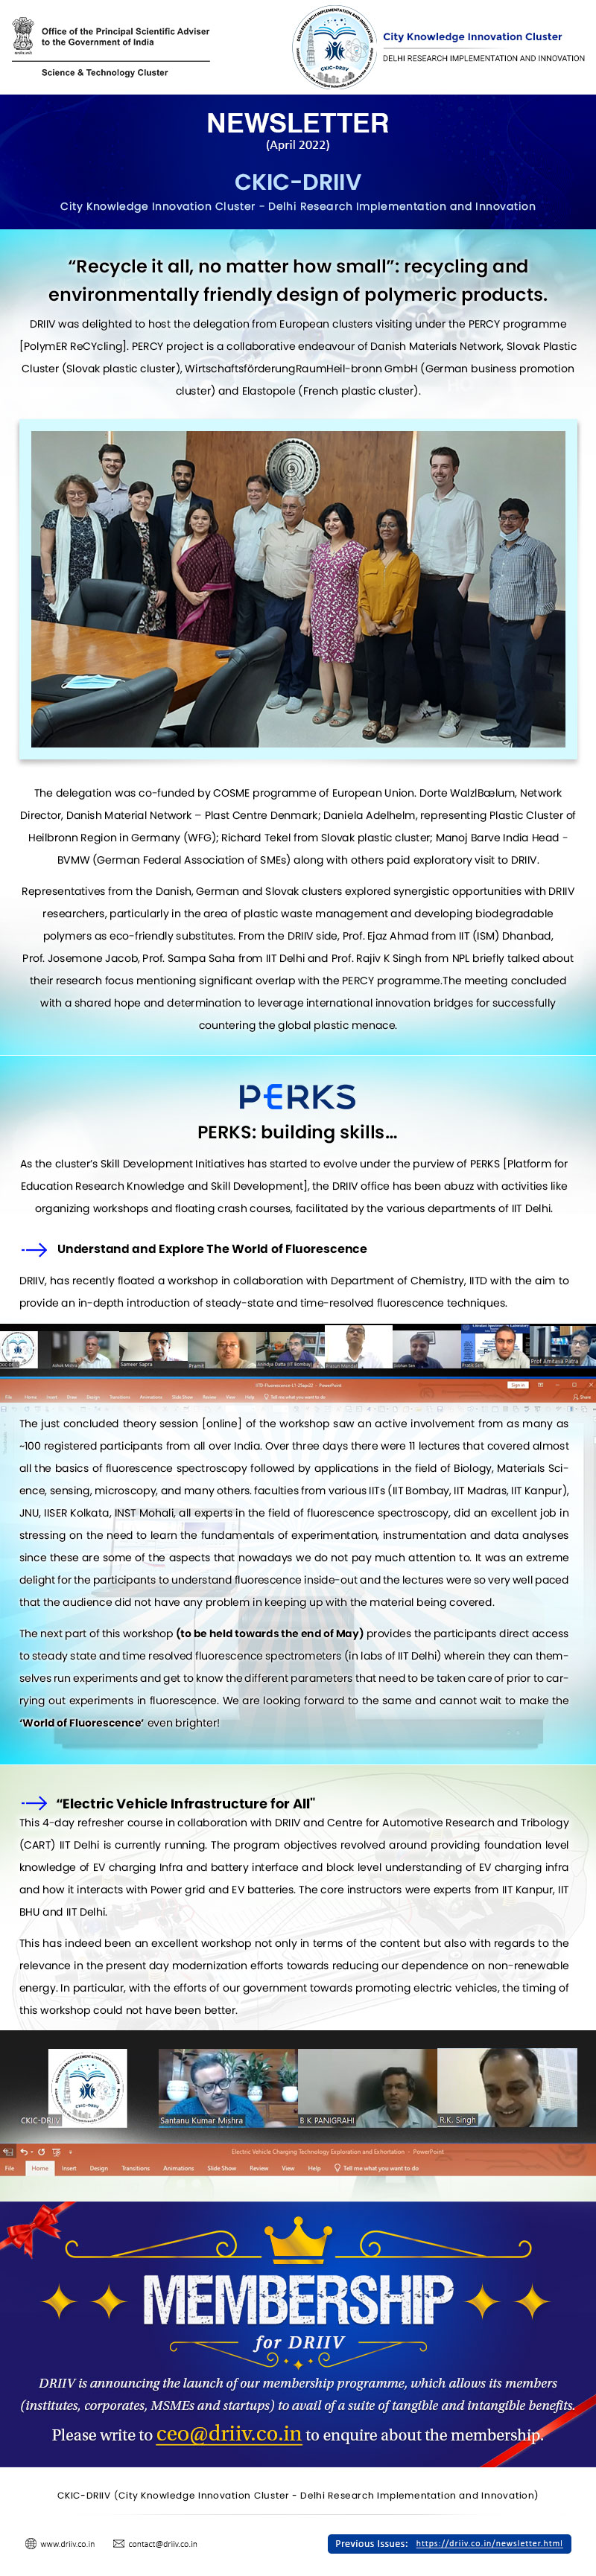 Office of the Principal Scientific Adviser
to the Government of India
Science & Technology Cluster
CKIC-DRIIV
City Knowledge Innovation Cluster
DELHI RESEARCH IMPLEMENTATION AND INNOVATION
NEWSLETTER
(April 2022)
CKIC-DRIIV
City Knowledge Innovation Cluster - Delhi Research Implementation and Innovation
“Recycle it all, no matter how small”: recycling and
environmentally friendly design of polymeric products.
DRIIV was delighted to host the delegation from European clusters visiting under the PERCY programme
[PolymER ReCYcling]. PERCY project is a collaborative endeavour of Danish Materials Network, Slovak Plastic
Cluster (Slovak plastic cluster), WirtschaftsförderungRaumHeil-bronn GmbH (German business promotion
cluster) and Elastopole (French plastic cluster).
The delegation was co-funded by COSME programme of European Union. Dorte WalzlBælum, Network
Director, Danish Material Network – Plast Centre Denmark; Daniela Adelhelm, representing Plastic Cluster of
Heilbronn Region in Germany (WFG); Richard Tekel from Slovak plastic cluster; Manoj Barve India Head -
BVMW (German Federal Association of SMEs) along with others paid exploratory visit to DRIIV.
Representatives from the Danish, German and Slovak clusters explored synergistic opportunities with DRIIV
researchers, particularly in the area of plastic waste management and developing biodegradable
polymers as eco-friendly substitutes. From the DRIIV side, Prof. Ejaz Ahmad from IIT (ISM) Dhanbad,
Prof. Josemone Jacob, Prof. Sampa Saha from IIT Delhi and Prof. Rajiv K Singh from NPL briefly talked about
their research focus mentioning significant overlap with the PERCY programme.The meeting concluded
with a shared hope and determination to leverage international innovation bridges for successfully
countering the global plastic menace.
PERKS
PERKS: building skills...
As the cluster’s Skill Development Initiatives has started to evolve under the purview of PERKS [Platform for
Education Research Knowledge and Skill Development], the DRIIV office has been abuzz with activities like
organizing workshops and floating crash courses, facilitated by the various departments of IIT Delhi.
Understand and Explore The World of Fluorescence
DRIIV, has recently floated a workshop in collaboration with Department of Chemistry, IITD with the aim to
provide an in-depth introduction of steady-state and time-resolved fluorescence techniques.
Ashok Mishra
Sameer Sapra
Pramit
Anindya Datta (IIT Bombay)
Prof Amitava Patra
File Home Insert Draw Design Transitions Animations Slide Show Review View Help Tell me what you want to do Share
The just concluded theory session [online] of the workshop saw an active involvement from as many as
~100 registered participants from all over India. Over three days there were 11 lectures that covered almost
all the basics of fluorescence spectroscopy followed by applications in the field of Biology, Materials Sci-
ence, sensing, microscopy, and many others. faculties from various IITs (IIT Bombay, IIT Madras, IIT Kanpur),
JNU, IISER Kolkata, INST Mohali, all experts in the field of fluorescence spectroscopy, did an excellent job in
stressing on the need to learn the fundamentals of experimentation, instrumentation and data analyses
since these are some of the aspects that nowadays we do not pay much attention to. It was an extreme
delight for the participants to understand fluorescence inside-out and the lectures were so very well paced
that the audience did not have any problem in keeping up with the material being covered.
The next part of this workshop (to be held towards the end of May) provides the participants direct access
to steady state and time resolved fluorescence spectrometers (in labs of IIT Delhi) wherein they can them-
selves run experiments and get to know the different parameters that need to be taken care of prior to car-
rying out experiments in fluorescence. We are looking forward to the same and cannot wait to make the
‘World of Fluorescence’ even brighter!
“Electric Vehicle Infrastructure for All"
This 4-day refresher course in collaboration with DRIIV and Centre for Automotive Research and Tribology
(CART) IIT Delhi is currently running. The program objectives revolved around providing foundation level
knowledge of EV charging Infra and battery interface and block level understanding of EV charging infra
and how it interacts with Power grid and EV batteries. The core instructors were experts from IIT Kanpur, IIT
BHU and IIT Delhi.
This has indeed been an excellent workshop not only in terms of the content but also with regards to the
relevance in the present day modernization efforts towards reducing our dependence on non-renewable
energy. In particular, with the efforts of our government towards promoting electric vehicles, the timing of
this workshop could not have been better.
CKIC-DRIIV
Santanu Kumar Mishra
B K PANIGRAHI
R.K. Singh
Electric Vehicle Charging Technology Exploration and Exhortation - PowerPoint
File Home Insert Design Transitions Animations Slide Show Review View Help Tell me what you want to do
MEMBERSHIP
for DRIIV
DRIIV is announcing the launch of our membership programme, which allows its members
(institutes, corporates, MSMEs and startups) to avail of a suite of tangible and intangible benefits.
Please write to ceo@driiv.co.in to enquire about the membership.
CKIC-DRIIV (City Knowledge Innovation Cluster - Delhi Research Implementation and Innovation)
www.driiv.co.in
contact@driiv.co.in
Previous Issues: https://driiv.co.in/newsletter.html